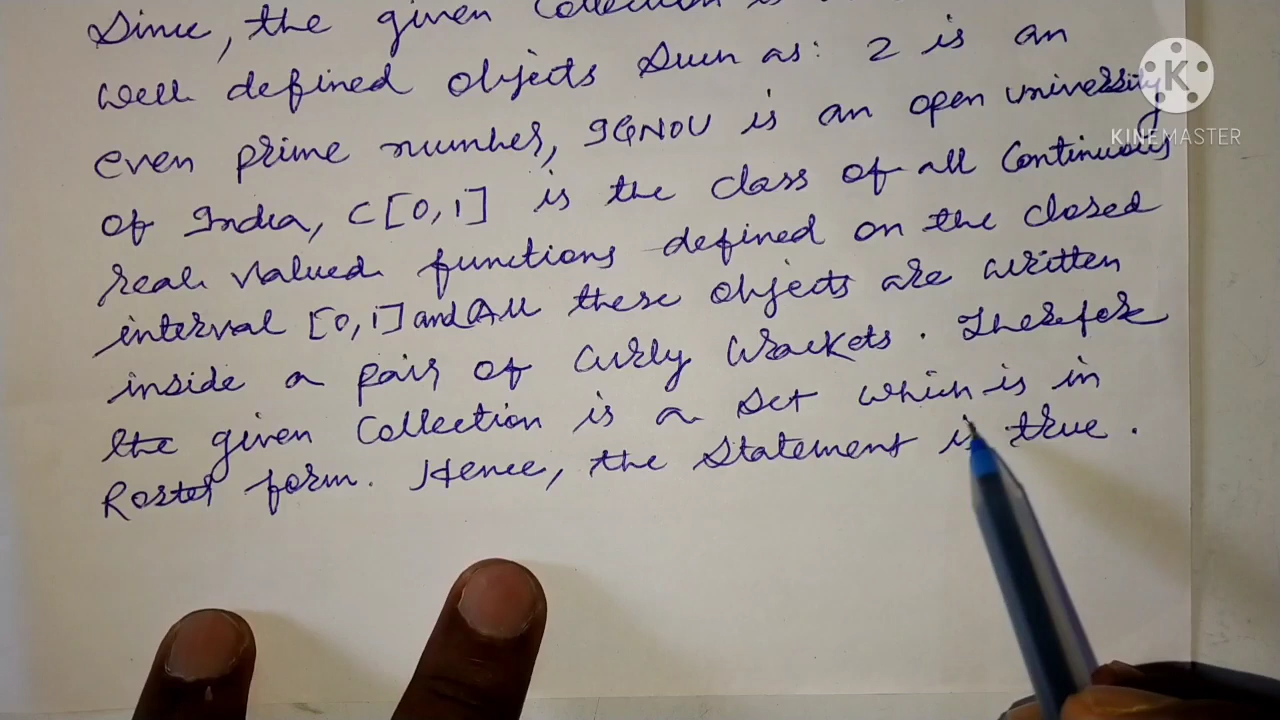 Since, the given Collection is
well defined objects Such as: 2 is an
even prime number, IGNOU is an open university
of India, C[0,1] is the class of all Continuous
real valued functions defined on the closed
interval [0,1] and All these objects are written
inside a pair of Curly brackets. Therefore
the given Collection is a set which is in
Roster form. Hence, the Statement is true.
K
KINEMASTER